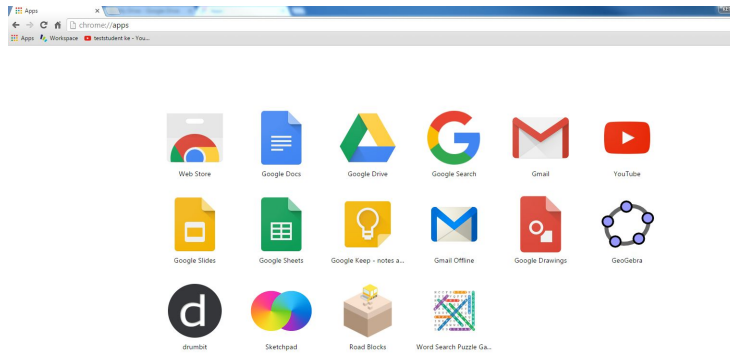 Apps
chrome://apps
Apps Workspace teststudent ke - You...
Web Store Google Docs Google Drive Google Search Gmail YouTube
Google Slides Google Sheets Google Keep - notes a... Gmail Offline Google Drawings GeoGebra
d
drumbit Sketchpad Road Blocks Word Search Puzzle Ga...